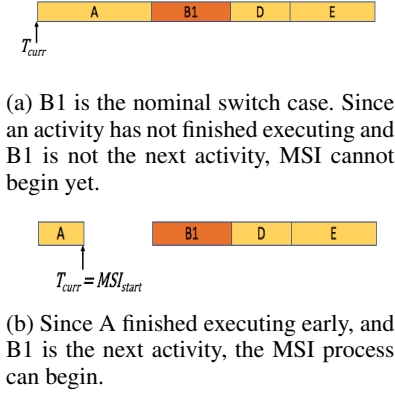 A B1 D E
T_curr
(a) B1 is the nominal switch case. Since
an activity has not finished executing and
B1 is not the next activity, MSI cannot
begin yet.
A B1 D E
T_curr = MSI_start
(b) Since A finished executing early, and
B1 is the next activity, the MSI process
can begin.